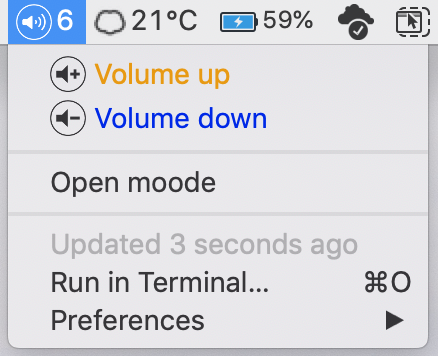 6 21°C 59%
Volume up
Volume down
Open moode
Updated 3 seconds ago
Run in Terminal... ⌘O
Preferences ▶